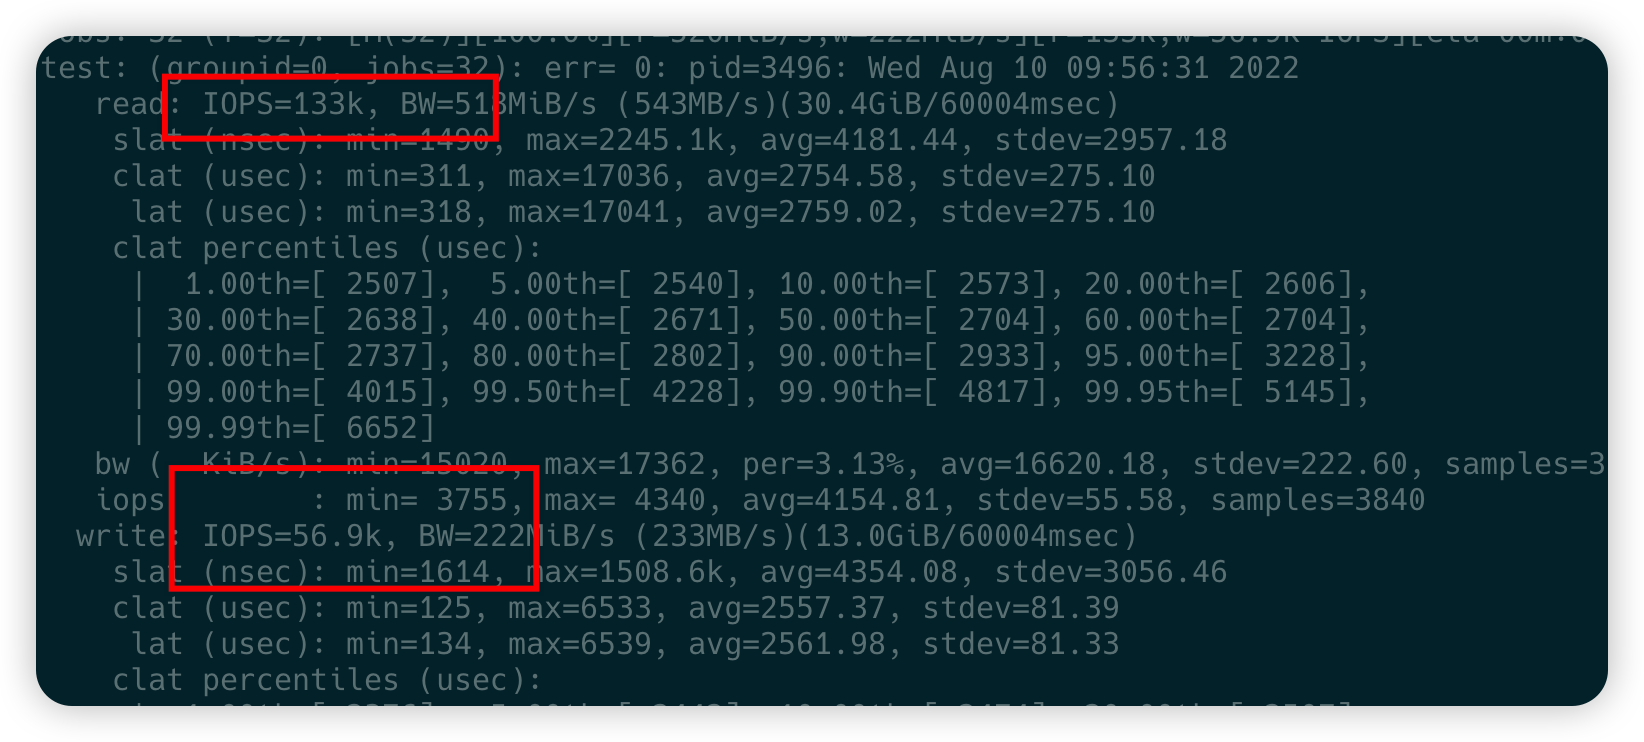 test: (groupid=0, jobs=32): err= 0: pid=3496: Wed Aug 10 09:56:31 2022
read: IOPS=133k, BW=518MiB/s (543MB/s)(30.4GiB/60004msec)
slat (nsec): min=1490, max=2245.1k, avg=4181.44, stdev=2957.18
clat (usec): min=311, max=17036, avg=2754.58, stdev=275.10
lat (usec): min=318, max=17041, avg=2759.02, stdev=275.10
clat percentiles (usec):
| 1.00th=[ 2507], 5.00th=[ 2540], 10.00th=[ 2573], 20.00th=[ 2606],
| 30.00th=[ 2638], 40.00th=[ 2671], 50.00th=[ 2704], 60.00th=[ 2704],
| 70.00th=[ 2737], 80.00th=[ 2802], 90.00th=[ 2933], 95.00th=[ 3228],
| 99.00th=[ 4015], 99.50th=[ 4228], 99.90th=[ 4817], 99.95th=[ 5145],
| 99.99th=[ 6652]
bw ( KiB/s): min=15020, max=17362, per=3.13%, avg=16620.18, stdev=222.60, samples=3
iops : min= 3755, max= 4340, avg=4154.81, stdev=55.58, samples=3840
write: IOPS=56.9k, BW=222MiB/s (233MB/s)(13.0GiB/60004msec)
slat (nsec): min=1614, max=1508.6k, avg=4354.08, stdev=3056.46
clat (usec): min=125, max=6533, avg=2557.37, stdev=81.39
lat (usec): min=134, max=6539, avg=2561.98, stdev=81.33
clat percentiles (usec):